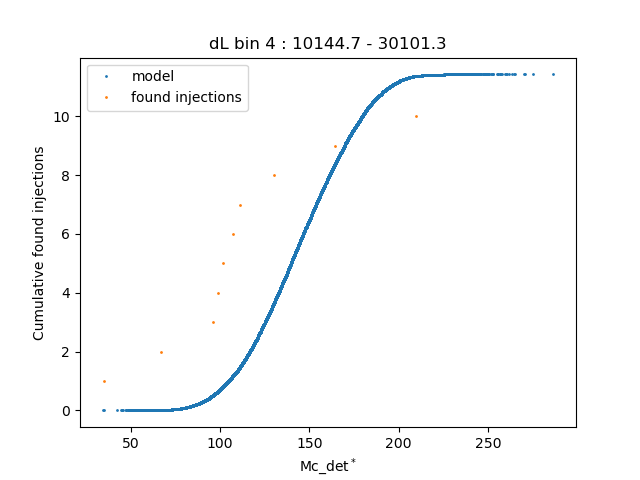 dL bin 4 : 10144.7 - 30101.3
model
found injections
Cumulative found injections
10
8
6
4
2
0
50
100
150
200
250
Mc_det*